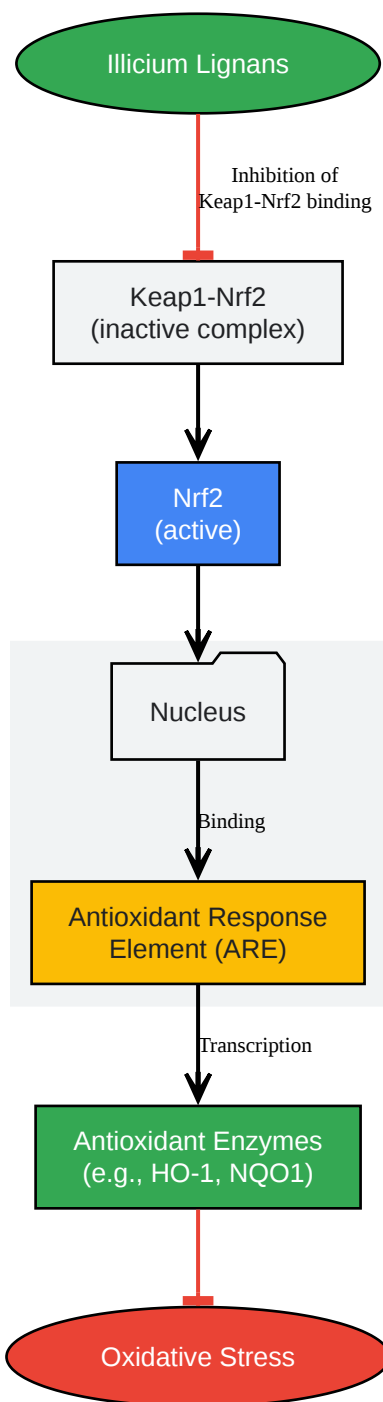 Illicium Lignans
Inhibition of
Keap1-Nrf2 binding
Keap1-Nrf2
(inactive complex)
Nrf2
(active)
Nucleus
Binding
Antioxidant Response
Element (ARE)
Transcription
Antioxidant Enzymes
(e.g., HO-1, NQO1)
Oxidative Stress